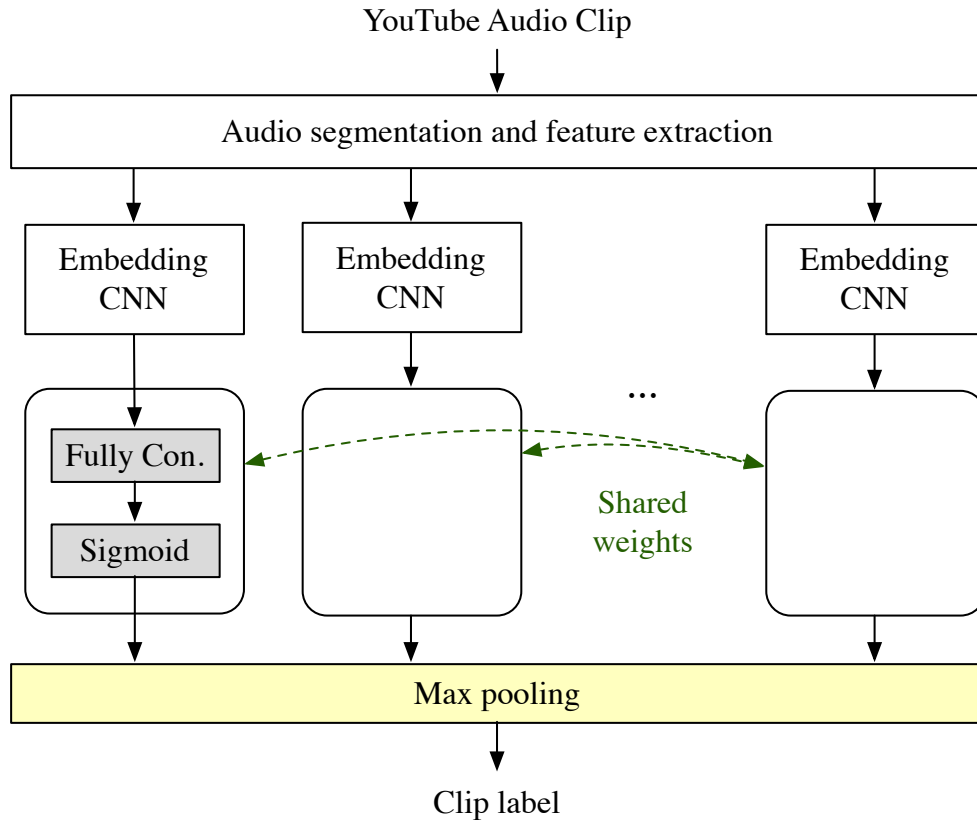 YouTube Audio Clip
Audio segmentation and feature extraction
Embedding
CNN
Embedding
CNN
Embedding
CNN
...
Fully Con.
Shared
weights
Sigmoid
Max pooling
Clip label